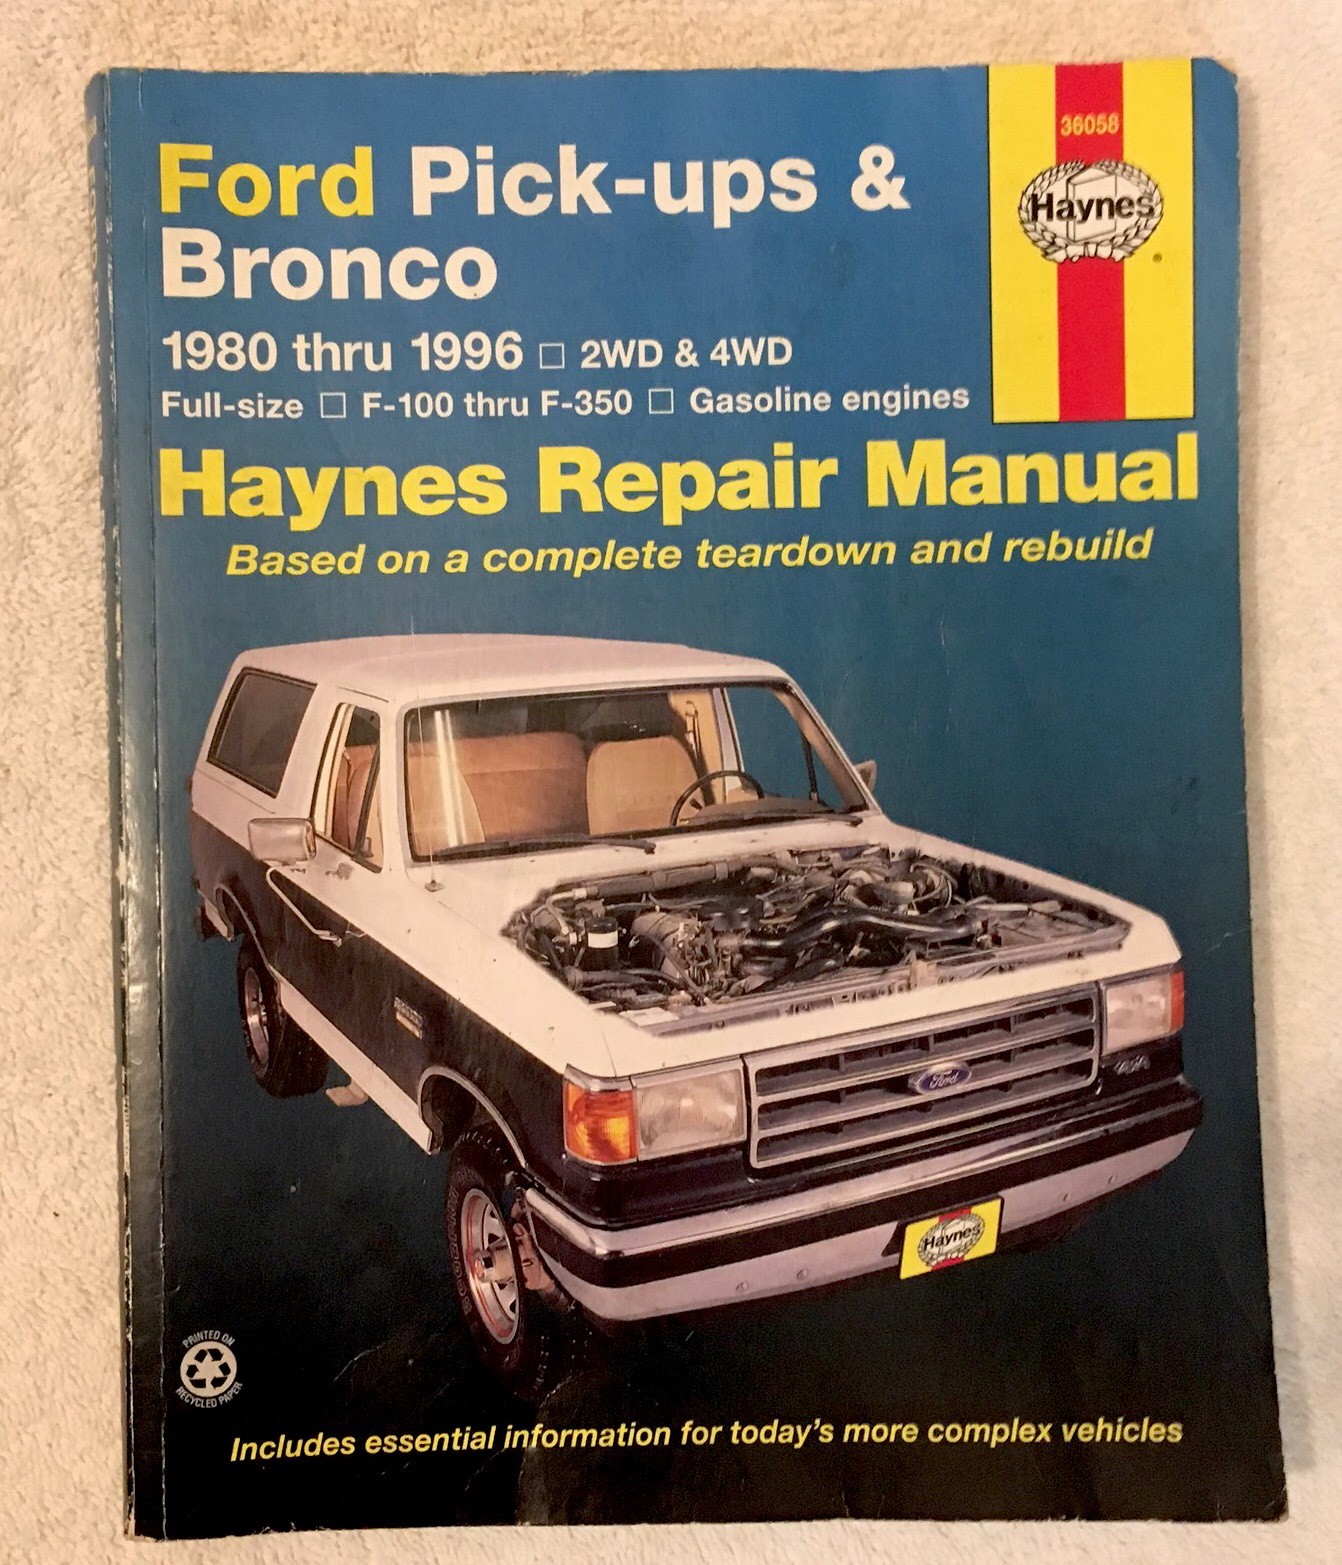 36058
Haynes
Ford Pick-ups &
Bronco
1980 thru 1996 □ 2WD & 4WD
Full-size □ F-100 thru F-350 □ Gasoline engines
Haynes Repair Manual
Based on a complete teardown and rebuild
Ford
Haynes
PRINTED ON
RECYCLED PAPER
Includes essential information for today's more complex vehicles